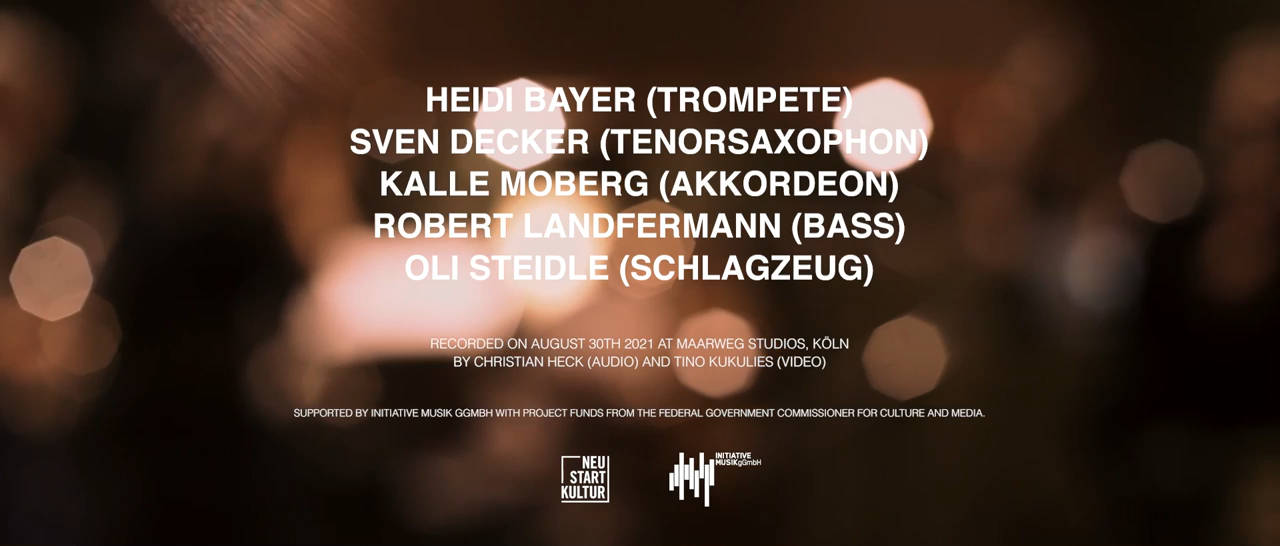 HEIDI BAYER (TROMPETE)
SVEN DECKER (TENORSAXOPHON)
KALLE MOBERG (AKKORDEON)
ROBERT LANDFERMANN (BASS)
OLI STEIDLE (SCHLAGZEUG)
RECORDED ON AUGUST 30TH 2021 AT MAARWEG STUDIOS, KÖLN
BY CHRISTIAN HECK (AUDIO) AND TINO KUKULIES (VIDEO)
SUPPORTED BY INITIATIVE MUSIK GGMBH WITH PROJECT FUNDS FROM THE FEDERAL GOVERNMENT COMMISSIONER FOR CULTURE AND MEDIA.
NEU
START
KULTUR
INITIATIVE
MUSIKgGmbH